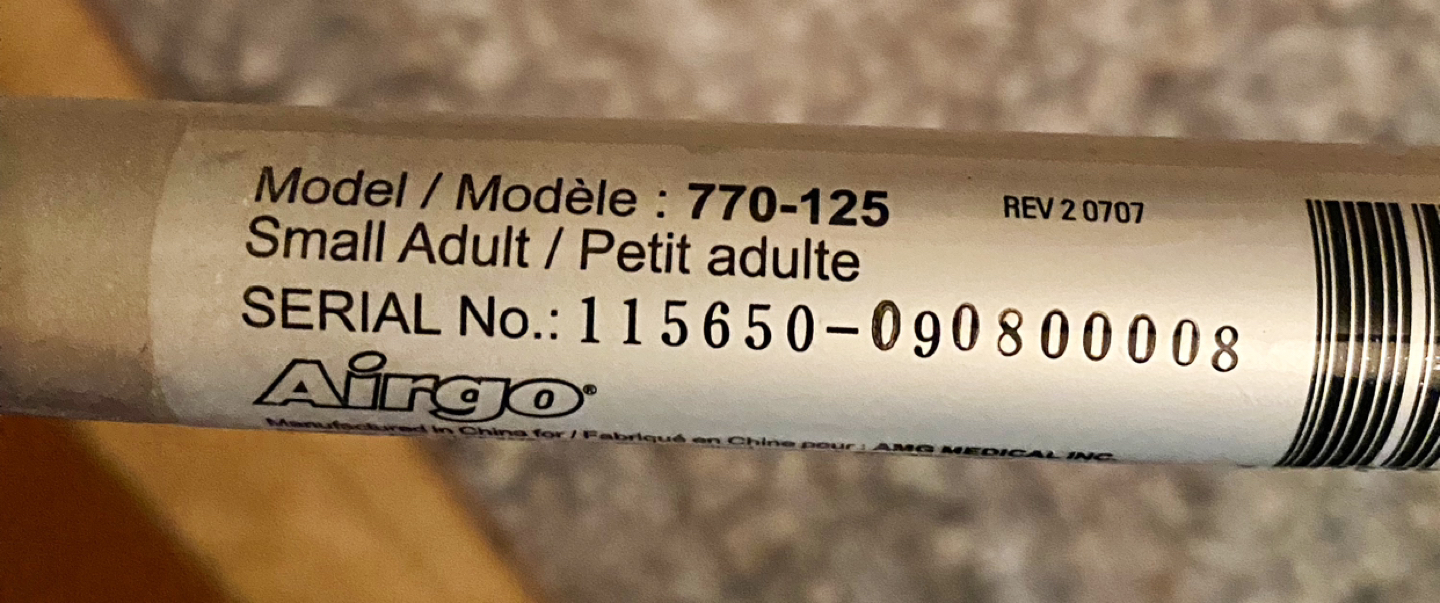 Model / Modèle : 770-125
REV 2 0707
Small Adult / Petit adulte
SERIAL No.: 115650-090800008
Airgo®
Manufactured in China for / Fabriqué en Chine pour : AMG MEDICAL INC.